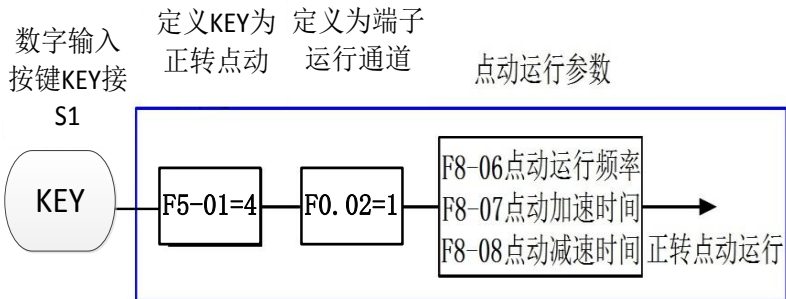 数字输入
按键KEY接
S1
定义KEY为
正转点动
定义为端子
运行通道
点动运行参数
KEY
F5-01=4
F0.02=1
F8-06点动运行频率
F8-07点动加速时间
F8-08点动减速时间
正转点动运行